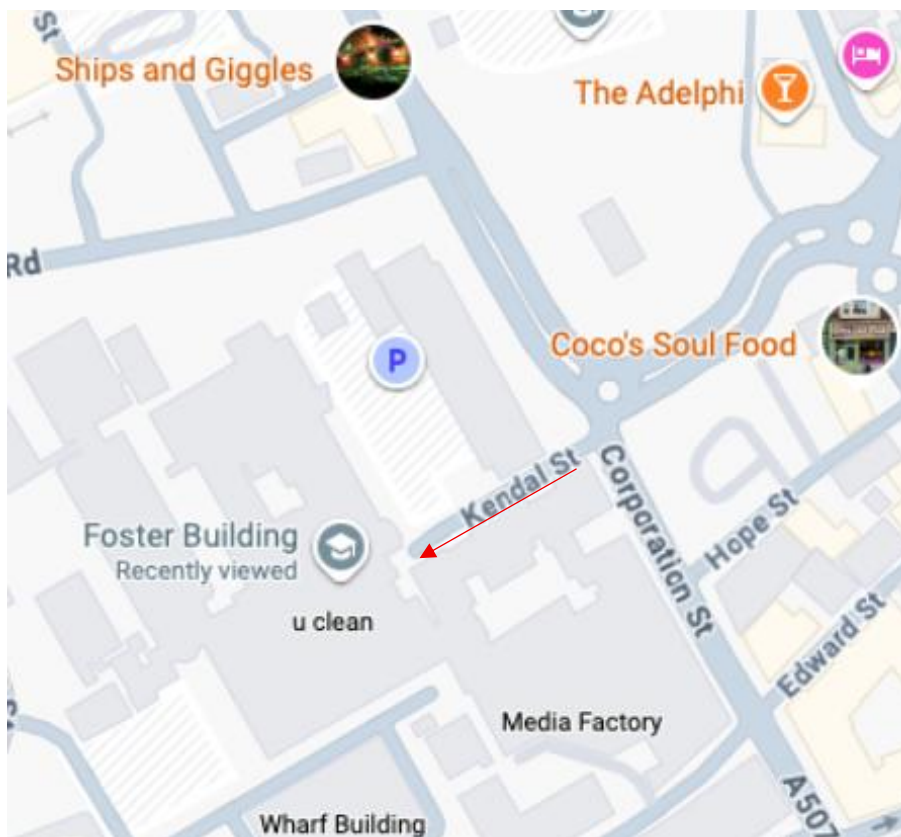 St
Ships and Giggles
The Adelphi
Rd
P
Coco's Soul Food
Kendal St
Corporation St
Hope St
Foster Building
Recently viewed
u clean
Edward St
Media Factory
A507
Wharf Building